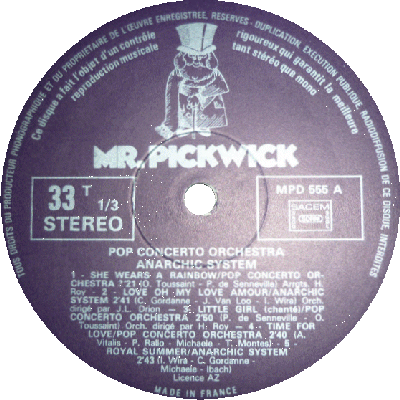 TOUS DROITS DU PRODUCTEUR PHONOGRAPHIQUE ET DU PROPRIETAIRE DE L'ŒUVRE ENREGISTREE, RESERVES - DUPLICATION, EXECUTION PUBLIQUE, RADIODIFFUSION DE CE DISQUE, INTERDITES
Ce disque a fait l'objet d'un contrôle rigoureux qui garantit la meilleure
reproduction musicale tant stéréo que mono
MR. PICKWICK
33 T 1/3
STEREO
MPD 555 A
SACEM
POP CONCERTO ORCHESTRA
ANARCHIC SYSTEM
1 - SHE WEARS A RAINBOW/POP CONCERTO OR-
CHESTRA 2'21 (O. Toussaint - P. de Senneville) Arrgts. H.
Roy - 2 - LOVE OH MY LOVE AMOUR/ANARCHIC
SYSTEM 2'41 (C. Gordanne - J. Van Loo - I. Wira) Orch.
dirigé par J.L. Drion - 3 - LITTLE GIRL (chanté)/POP
CONCERTO ORCHESTRA 2'50 (P. de Senneville - O.
Toussaint) Orch. dirigé par H. Roy - 4 - TIME FOR
LOVE/POP CONCERTO ORCHESTRA 2'40 (A.
Vitalis - P. Rallo - Michaele - T. Montes) - 5 -
ROYAL SUMMER/ANARCHIC SYSTEM
2'43 (I. Wira - C. Gordanne -
Michaele - Ibach)
Licence AZ
MADE IN FRANCE